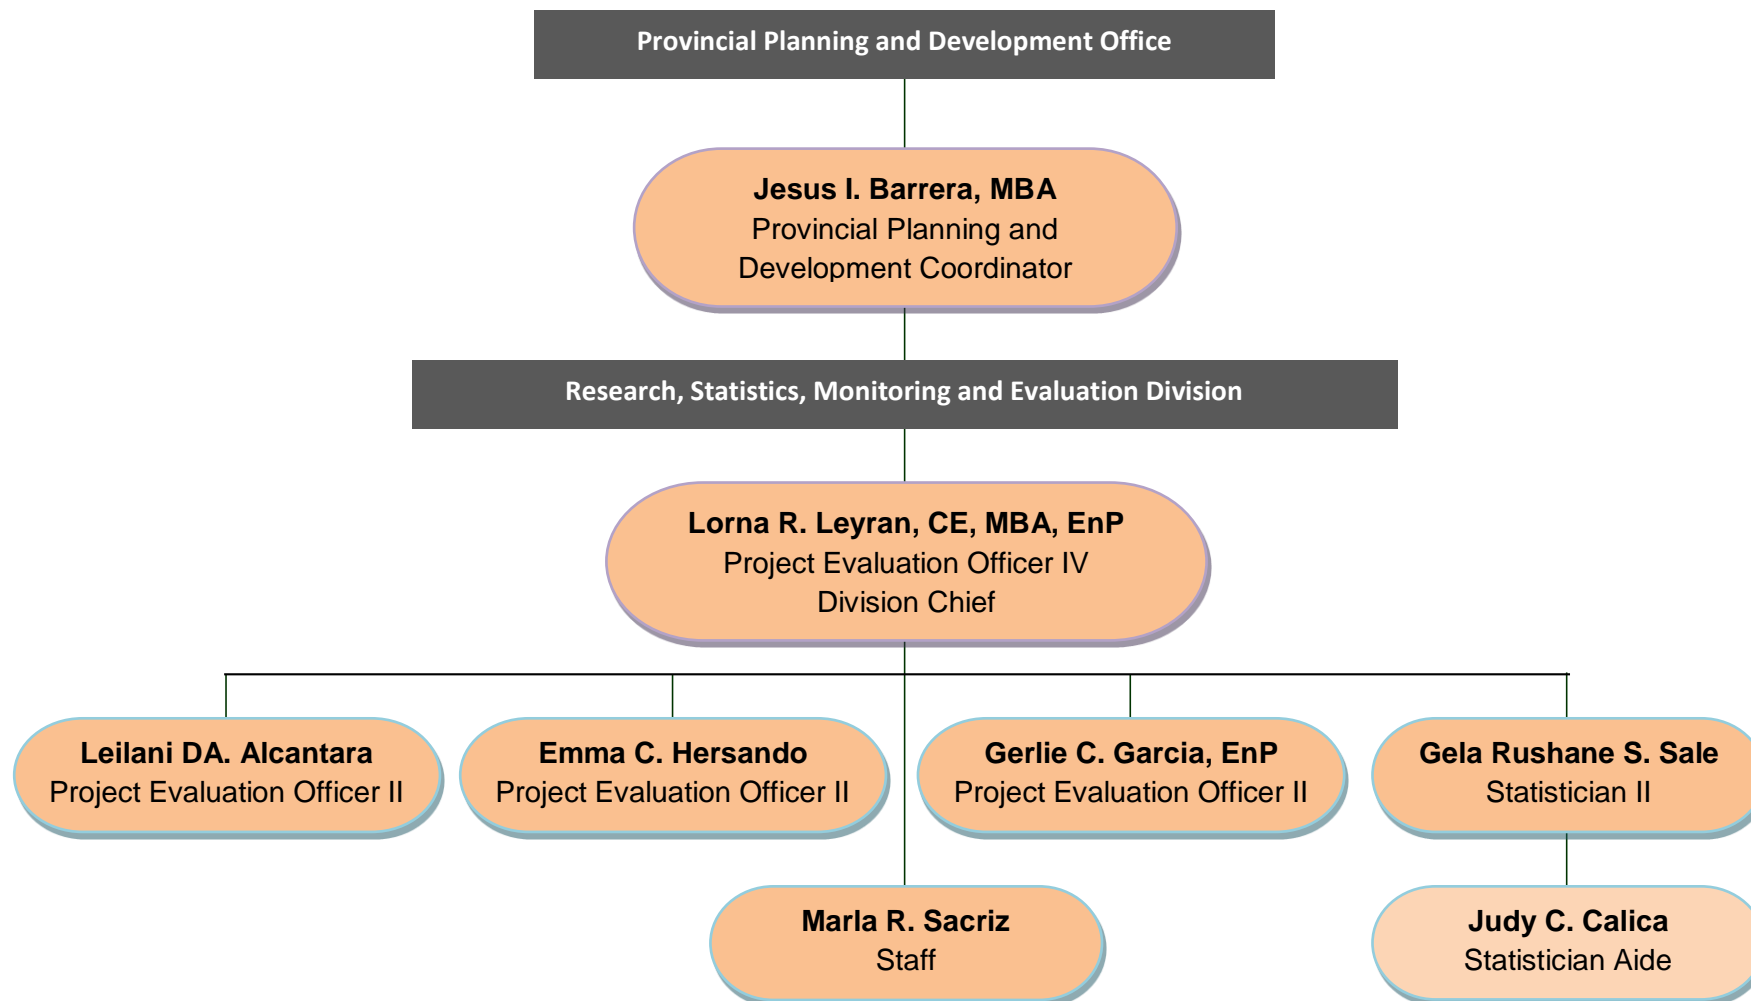 Provincial Planning and Development Office
Jesus I. Barrera, MBA
Provincial Planning and
Development Coordinator
Research, Statistics, Monitoring and Evaluation Division
Lorna R. Leyran, CE, MBA, EnP
Project Evaluation Officer IV
Division Chief
Leilani DA. Alcantara
Project Evaluation Officer II
Emma C. Hersando
Project Evaluation Officer II
Gerlie C. Garcia, EnP
Project Evaluation Officer II
Gela Rushane S. Sale
Statistician II
Marla R. Sacriz
Staff
Judy C. Calica
Statistician Aide